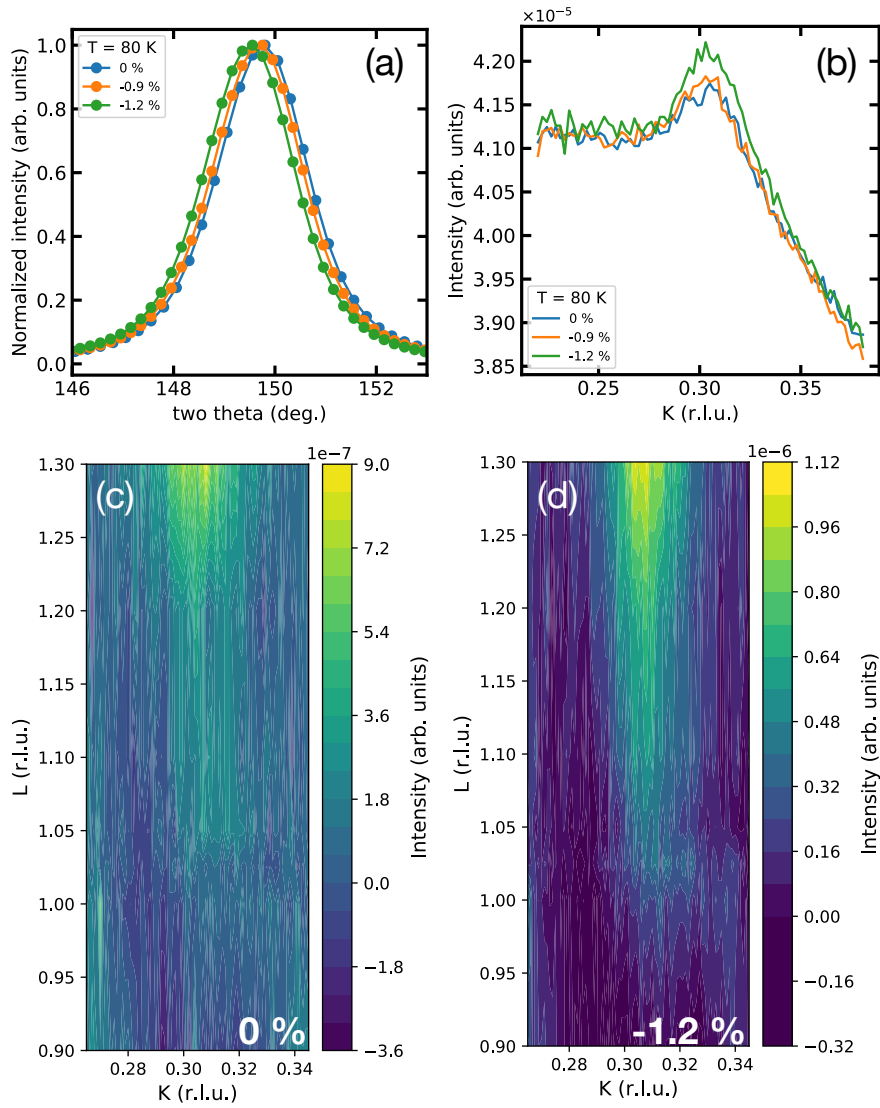 (a)
T = 80 K
0 %
-0.9 %
-1.2 %
Normalized intensity (arb. units)
1.0
0.8
0.6
0.4
0.2
0.0
146 148 150 152
two theta (deg.)
×10⁻⁵
(b)
4.20
4.15
4.10
4.05
4.00
3.95
3.90
3.85
Intensity (arb. units)
T = 80 K
0 %
-0.9 %
-1.2 %
0.25 0.30 0.35
K (r.l.u.)
(c)
1.30
1.25
1.20
1.15
1.10
1.05
1.00
0.95
0.90
L (r.l.u.)
0 %
0.28 0.30 0.32 0.34
K (r.l.u.)
1e−7
9.0
7.2
5.4
3.6
1.8
0.0
−1.8
−3.6
Intensity (arb. units)
(d)
1.30
1.25
1.20
1.15
1.10
1.05
1.00
0.95
0.90
L (r.l.u.)
-1.2 %
0.28 0.30 0.32 0.34
K (r.l.u.)
1e−6
1.12
0.96
0.80
0.64
0.48
0.32
0.16
0.00
−0.16
−0.32
Intensity (arb. units)